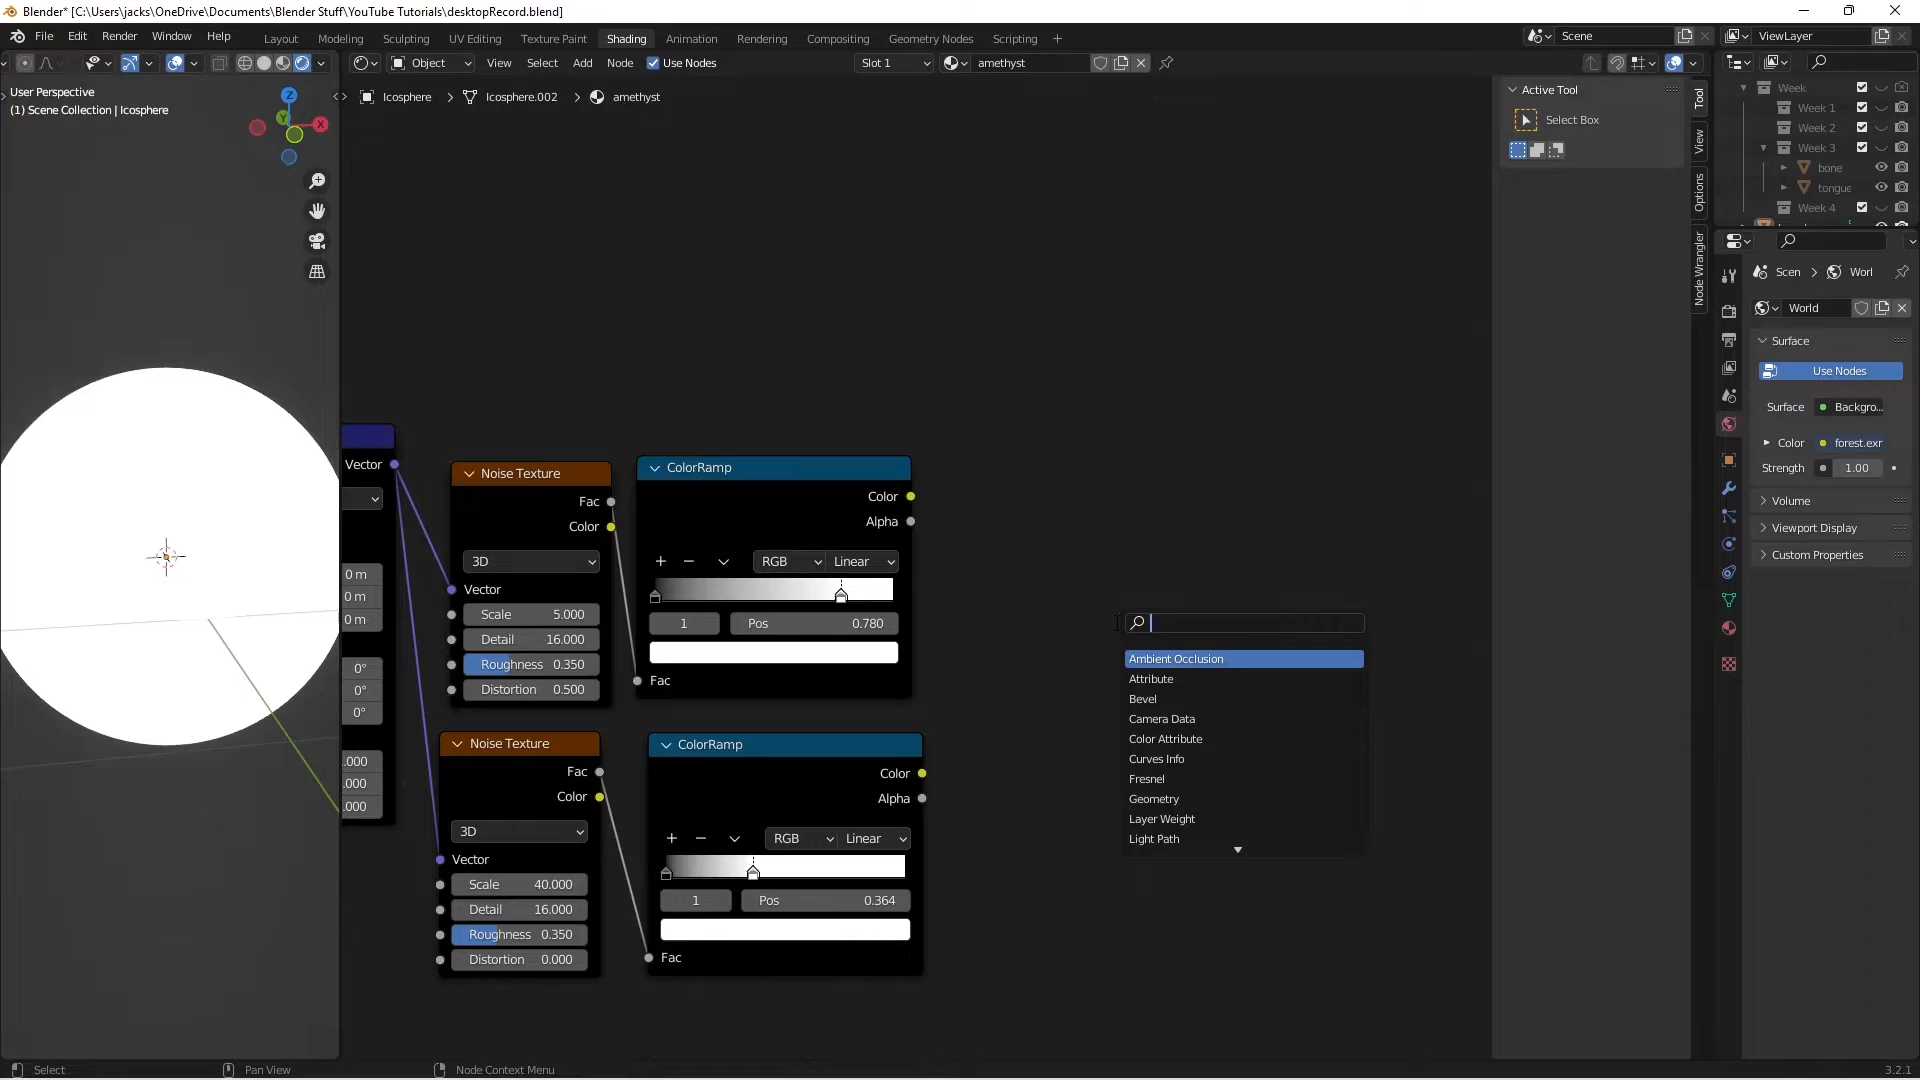 Blender* [C:\Users\jacks\OneDrive\Documents\Blender Stuff\YouTube Tutorials\desktopRecord.blend]
File Edit Render Window Help Layout Modeling Sculpting UV Editing Texture Paint Shading Animation Rendering Compositing Geometry Nodes Scripting + Scene ViewLayer
Object View Select Add Node Use Nodes Slot 1 amethyst
User Perspective
(1) Scene Collection | Icosphere
Z
Y
X
Icosphere > Icosphere.002 > amethyst
Active Tool
Select Box
Tool
View
Options
Node Wrangler
Week
Week 1
Week 2
Week 3
bone
tongue
Week 4
Scen > Worl
World
Surface
Use Nodes
Surface Backgro...
Color forest.exr
Strength 1.00
Volume
Viewport Display
Custom Properties
Vector
0 m
0 m
0 m
0°
0°
0°
.000
.000
.000
Noise Texture
Fac
Color
3D
Vector
Scale 5.000
Detail 16.000
Roughness 0.350
Distortion 0.500
ColorRamp
Color
Alpha
RGB Linear
1 Pos 0.780
Fac
Noise Texture
Fac
Color
3D
Vector
Scale 40.000
Detail 16.000
Roughness 0.350
Distortion 0.000
ColorRamp
Color
Alpha
RGB Linear
1 Pos 0.364
Fac
Ambient Occlusion
Attribute
Bevel
Camera Data
Color Attribute
Curves Info
Fresnel
Geometry
Layer Weight
Light Path
Select Pan View Node Context Menu 3.2.1